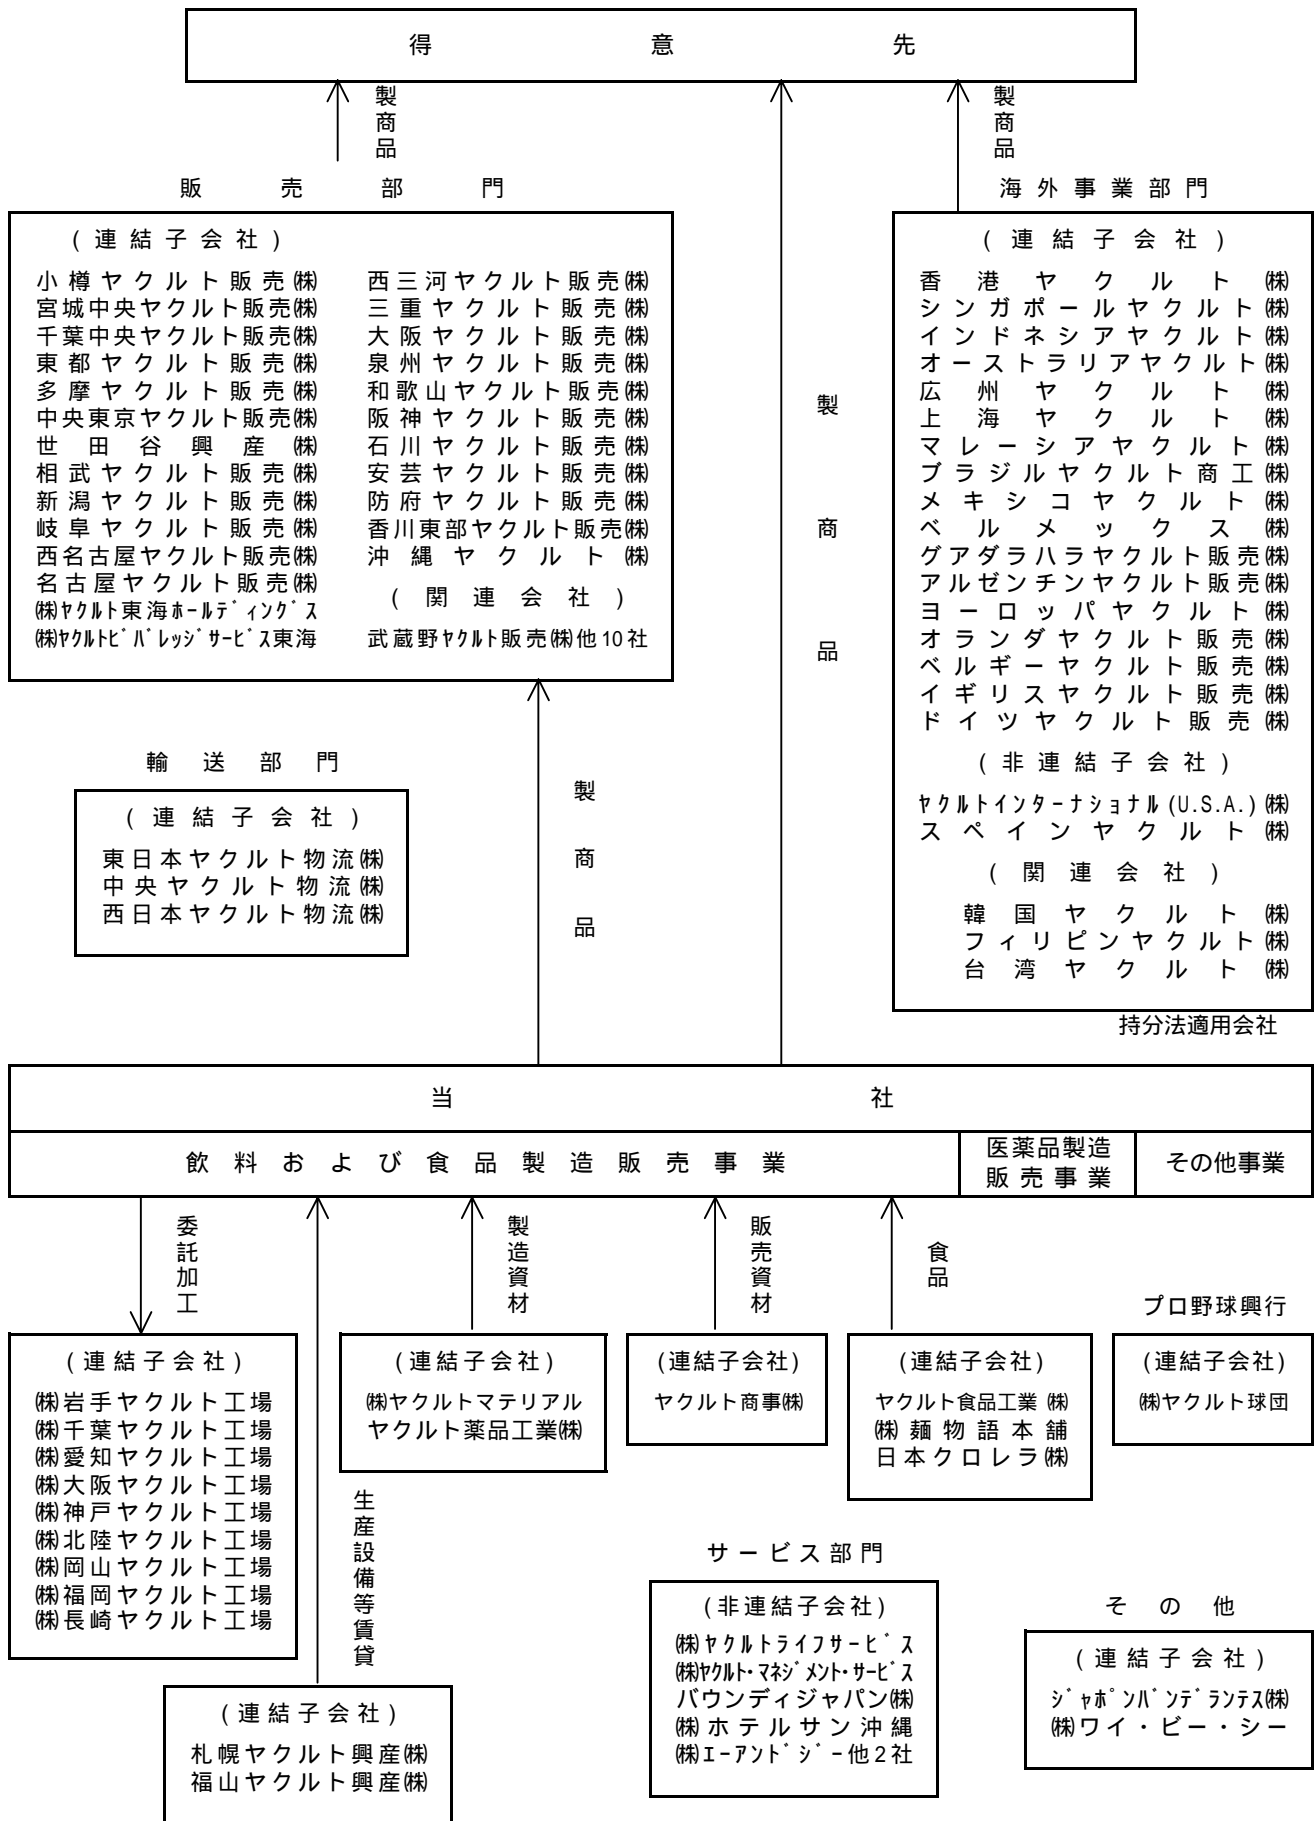 得意先
製商品
製商品
販売部門
(連結子会社)
小樽ヤクルト販売㈱
宮城中央ヤクルト販売㈱
千葉中央ヤクルト販売㈱
東都ヤクルト販売㈱
多摩ヤクルト販売㈱
中央東京ヤクルト販売㈱
世田谷興産㈱
相武ヤクルト販売㈱
新潟ヤクルト販売㈱
岐阜ヤクルト販売㈱
西名古屋ヤクルト販売㈱
名古屋ヤクルト販売㈱
㈱ヤクルト東海ホールディングス
㈱ヤクルトビバレッジサービス東海
西三河ヤクルト販売㈱
三重ヤクルト販売㈱
大阪ヤクルト販売㈱
泉州ヤクルト販売㈱
和歌山ヤクルト販売㈱
阪神ヤクルト販売㈱
石川ヤクルト販売㈱
安芸ヤクルト販売㈱
防府ヤクルト販売㈱
香川東部ヤクルト販売㈱
沖縄ヤクルト㈱
(関連会社)
武蔵野ヤクルト販売㈱他10社
製商品
海外事業部門
(連結子会社)
香港ヤクルト㈱
シンガポールヤクルト㈱
インドネシアヤクルト㈱
オーストラリアヤクルト㈱
広州ヤクルト㈱
上海ヤクルト㈱
マレーシアヤクルト㈱
ブラジルヤクルト商工㈱
メキシコヤクルト㈱
ベルメックス㈱
グアダラハラヤクルト販売㈱
アルゼンチンヤクルト販売㈱
ヨーロッパヤクルト㈱
オランダヤクルト販売㈱
ベルギーヤクルト販売㈱
イギリスヤクルト販売㈱
ドイツヤクルト販売㈱
(非連結子会社)
ヤクルトインターナショナル(U.S.A.)㈱
スペインヤクルト㈱
(関連会社)
韓国ヤクルト㈱
フィリピンヤクルト㈱
台湾ヤクルト㈱
持分法適用会社
輸送部門
(連結子会社)
東日本ヤクルト物流㈱
中央ヤクルト物流㈱
西日本ヤクルト物流㈱
製商品
当社
飲料および食品製造販売事業
医薬品製造
販売事業
その他事業
委託加工
製造資材
販売資材
食品
プロ野球興行
(連結子会社)
㈱岩手ヤクルト工場
㈱千葉ヤクルト工場
㈱愛知ヤクルト工場
㈱大阪ヤクルト工場
㈱神戸ヤクルト工場
㈱北陸ヤクルト工場
㈱岡山ヤクルト工場
㈱福岡ヤクルト工場
㈱長崎ヤクルト工場
(連結子会社)
㈱ヤクルトマテリアル
ヤクルト薬品工業㈱
(連結子会社)
ヤクルト商事㈱
(連結子会社)
ヤクルト食品工業㈱
㈱麺物語本舗
日本クロレラ㈱
(連結子会社)
㈱ヤクルト球団
生産設備等賃貸
(連結子会社)
札幌ヤクルト興産㈱
福山ヤクルト興産㈱
サービス部門
(非連結子会社)
㈱ヤクルトライフサービス
㈱ヤクルト・マネジメント・サービス
バウンディジャパン㈱
㈱ホテルサン沖縄
㈱エーアンドジー他2社
その他
(連結子会社)
ジャポンバンデランテス㈱
㈱ワイ・ビー・シー